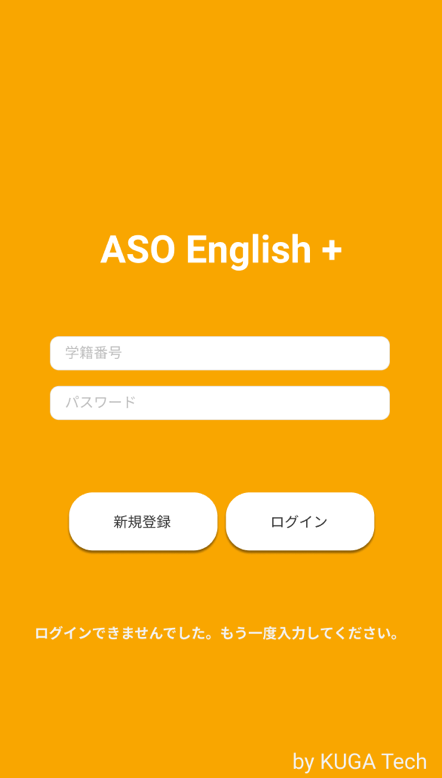 ASO English +
学籍番号
パスワード
新規登録 ログイン
ログインできませんでした。もう一度入力してください。
by KUGA Tech